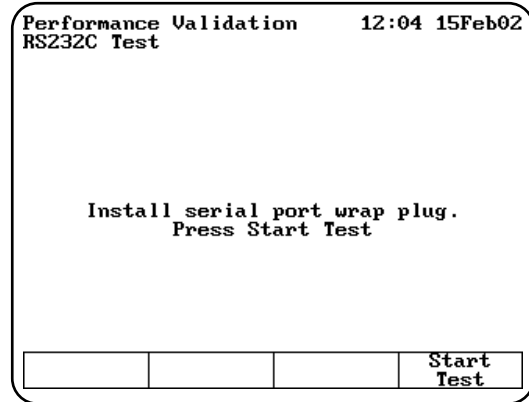 Performance Validation 12:04 15Feb02
RS232C Test
Install serial port wrap plug.
Press Start Test
Start
Test